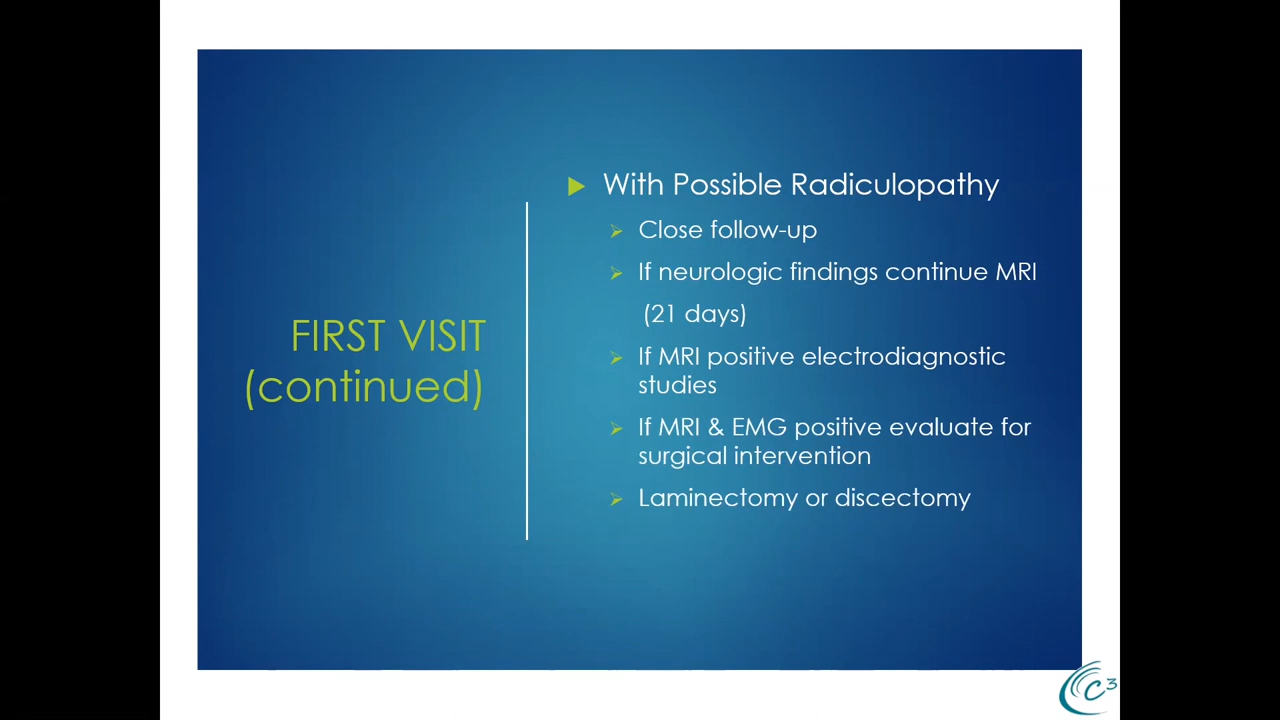 FIRST VISIT
(continued)
With Possible Radiculopathy
Close follow-up
If neurologic findings continue MRI
(21 days)
If MRI positive electrodiagnostic
studies
If MRI & EMG positive evaluate for
surgical intervention
Laminectomy or discectomy
C3